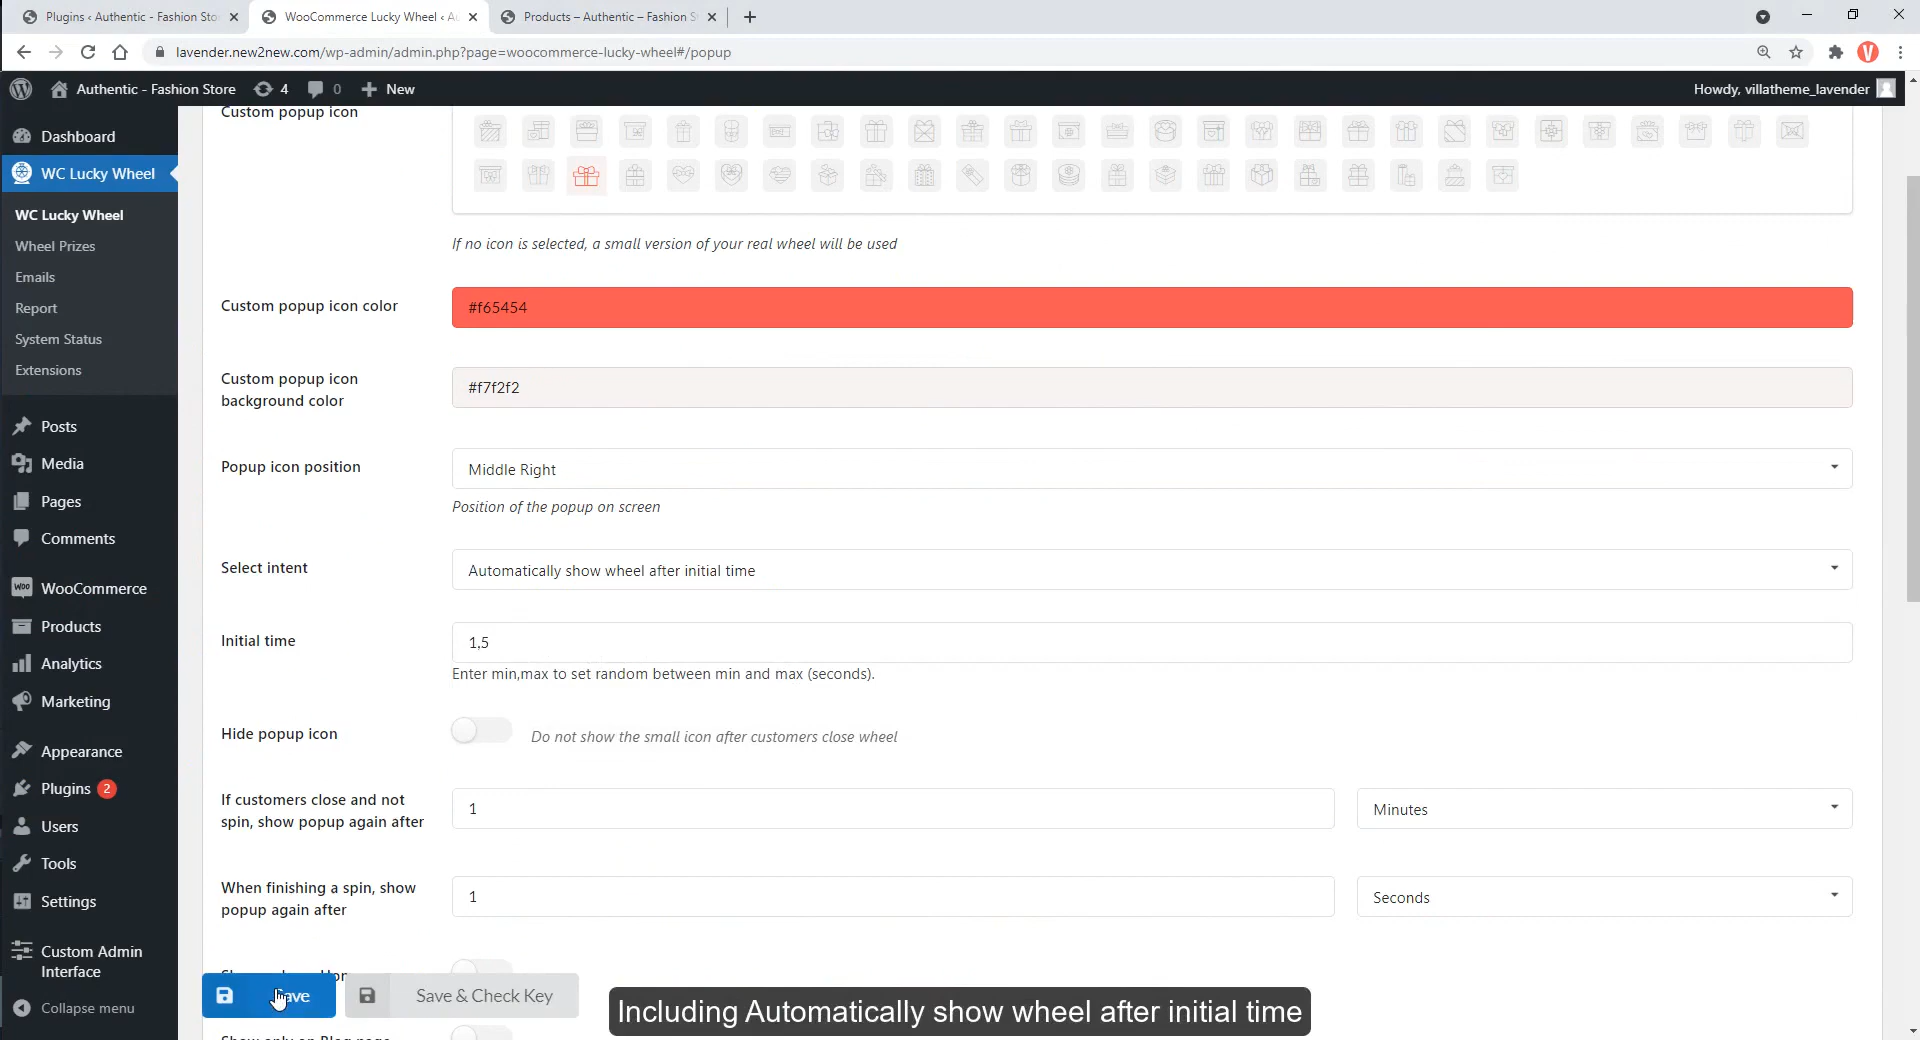 Plugins ‹ Authentic - Fashion Sto
WooCommerce Lucky Wheel ‹ Au
Products – Authentic – Fashion S
lavender.new2new.com/wp-admin/admin.php?page=woocommerce-lucky-wheel#/popup
Authentic - Fashion Store
4
0
New
Howdy, villatheme_lavender
Dashboard
WC Lucky Wheel
WC Lucky Wheel
Wheel Prizes
Emails
Report
System Status
Extensions
Posts
Media
Pages
Comments
WooCommerce
Products
Analytics
Marketing
Appearance
Plugins 2
Users
Tools
Settings
Custom Admin
Interface
Collapse menu
Custom popup icon
If no icon is selected, a small version of your real wheel will be used
Custom popup icon color
#f65454
Custom popup icon
background color
#f7f2f2
Popup icon position
Middle Right
Position of the popup on screen
Select intent
Automatically show wheel after initial time
Initial time
1,5
Enter min,max to set random between min and max (seconds).
Hide popup icon
Do not show the small icon after customers close wheel
If customers close and not
spin, show popup again after
1
Minutes
When finishing a spin, show
popup again after
1
Seconds
Save
Save & Check Key
Including Automatically show wheel after initial time